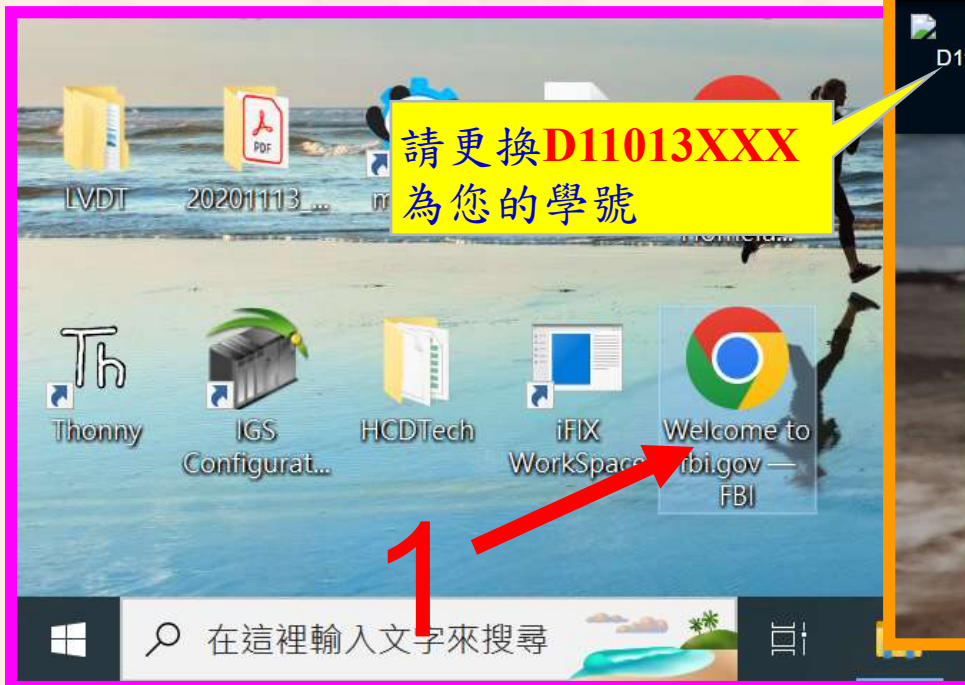 D1
請更換D11013XXX
為您的學號
LVDT
20201113_...
m
Thonny
IGS
Configurat...
HCDTech
iFIX
WorkSpace
Welcome to
fbi.gov —
FBI
1
在這裡輸入文字來搜尋
PDF
Th